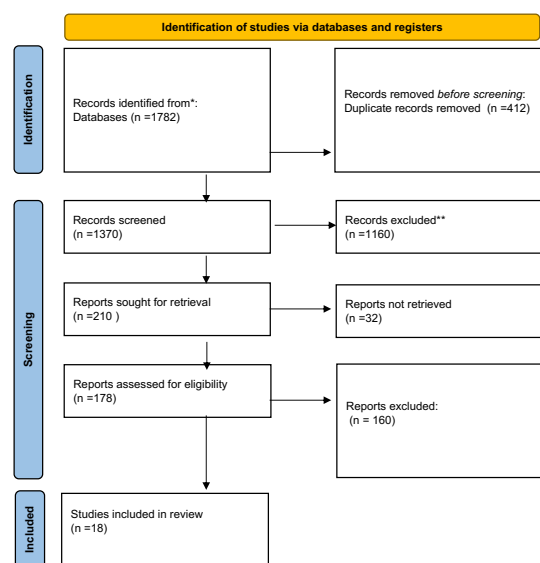 Identification of studies via databases and registers
Identification
Records identified from*:
Databases (n =1782)
Records removed before screening:
Duplicate records removed (n =412)
Screening
Records screened
(n =1370)
Records excluded**
(n =1160)
Reports sought for retrieval
(n =210 )
Reports not retrieved
(n =32)
Reports assessed for eligibility
(n =178)
Reports excluded:
(n = 160)
Included
Studies included in review
(n =18)